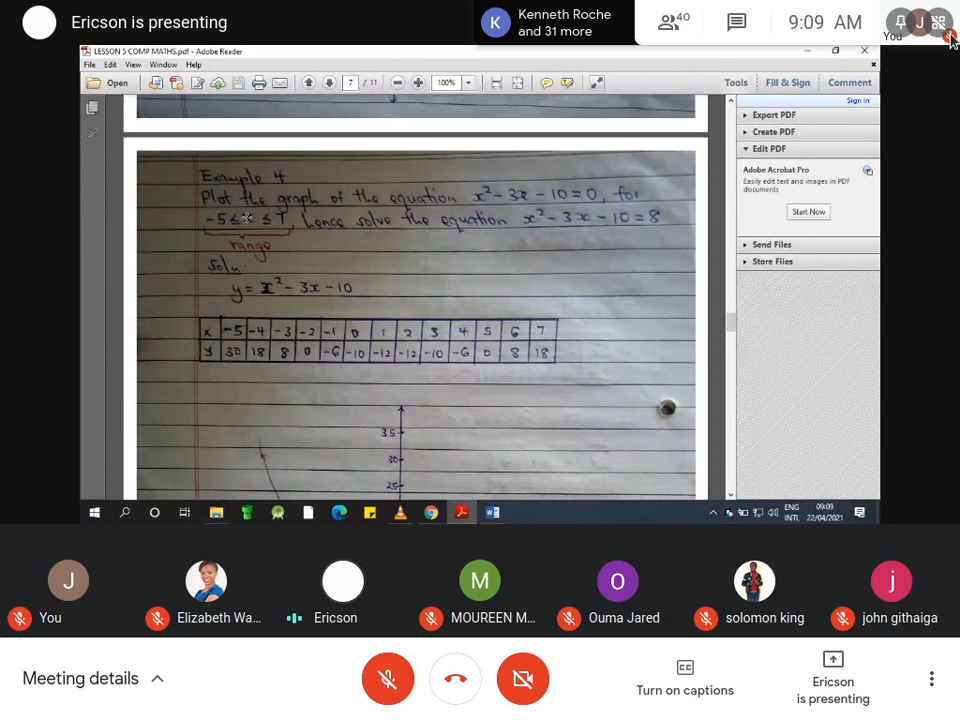 Ericson is presenting
K
Kenneth Roche
and 31 more
40
9:09 AM
J
You
LESSON 5 COMP MATHS.pdf - Adobe Reader
File Edit View Window Help
Open
7 / 11
100%
Tools
Fill & Sign
Comment
Sign In
Export PDF
Create PDF
Edit PDF
Adobe Acrobat Pro
Easily edit text and images in PDF
documents
Start Now
Send Files
Store Files
Example 4
Plot the graph of the equation x² - 3x - 10 = 0, for
-5 ≤ x ≤ 7, hence solve the equation x² - 3x - 10 = 8
range
Soln:
y = x² - 3x - 10
x -5 -4 -3 -2 -1 0 1 2 3 4 5 6 7
y 30 18 8 0 -6 -10 -12 -12 -10 -6 0 8 18
35
30
25
ENG
INTL
09:09
22/04/2021
J
M
O
j
You
Elizabeth Wa...
Ericson
MOUREEN M...
Ouma Jared
solomon king
john githaiga
Meeting details
Turn on captions
Ericson
is presenting